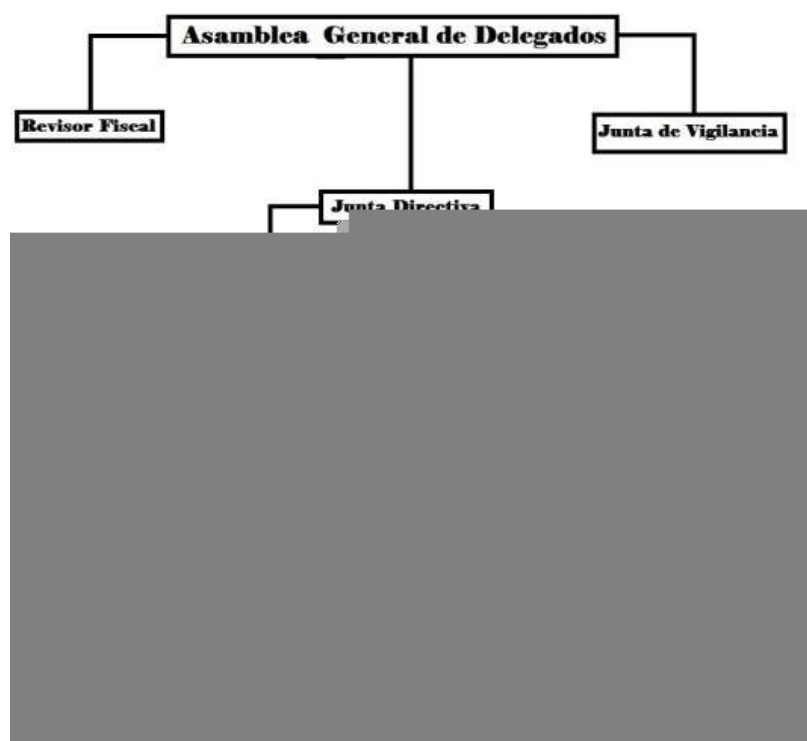 Asamblea General de Delegados
Revisor Fiscal
Junta de Vigilancia
Junta Directiva